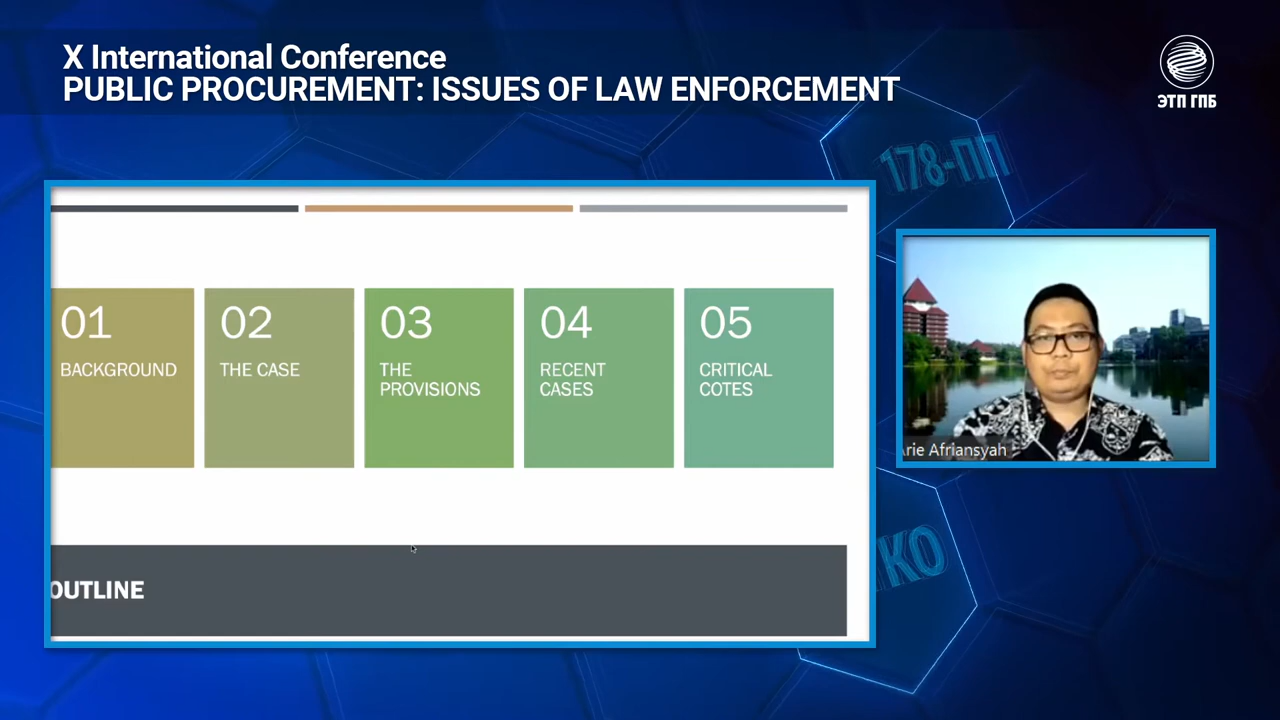 X International Conference
PUBLIC PROCUREMENT: ISSUES OF LAW ENFORCEMENT
ЭТП ГПБ
178-ПП
01
BACKGROUND
02
THE CASE
03
THE
PROVISIONS
04
RECENT
CASES
05
CRITICAL
COTES
rie Afriansyah
КО
OUTLINE